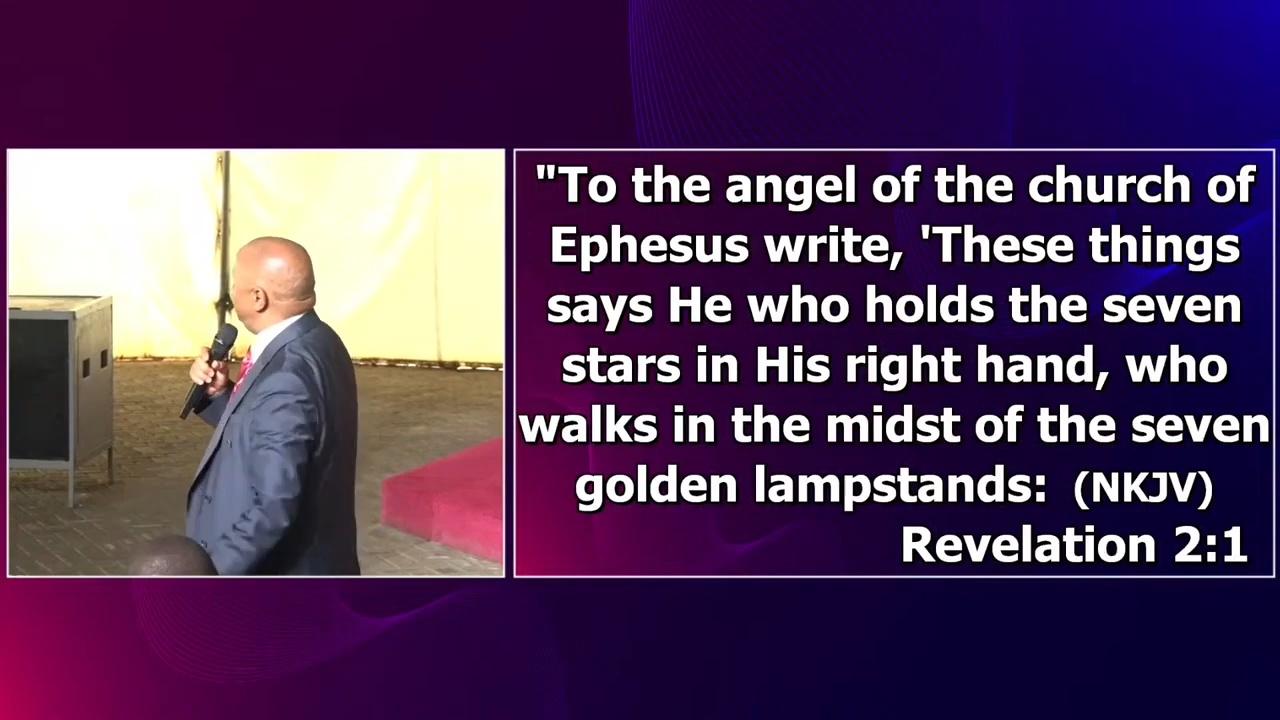 "To the angel of the church of
Ephesus write, 'These things
says He who holds the seven
stars in His right hand, who
walks in the midst of the seven
golden lampstands: (NKJV)
Revelation 2:1